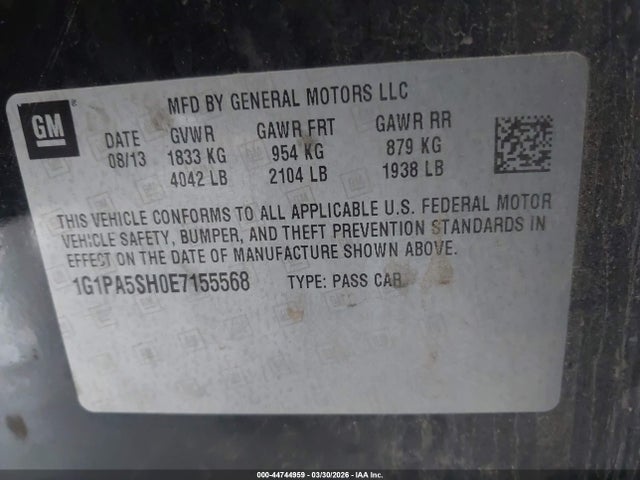 GM
MFD BY GENERAL MOTORS LLC
DATE GVWR GAWR FRT GAWR RR
08/13 1833 KG 954 KG 879 KG
4042 LB 2104 LB 1938 LB
THIS VEHICLE CONFORMS TO ALL APPLICABLE U.S. FEDERAL MOTOR
VEHICLE SAFETY, BUMPER, AND THEFT PREVENTION STANDARDS IN
EFFECT ON THE DATE OF MANUFACTURE SHOWN ABOVE.
1G1PA5SH0E7155568 TYPE: PASS CAR
000-44744959 | 03/30/2026 | IAA Inc.